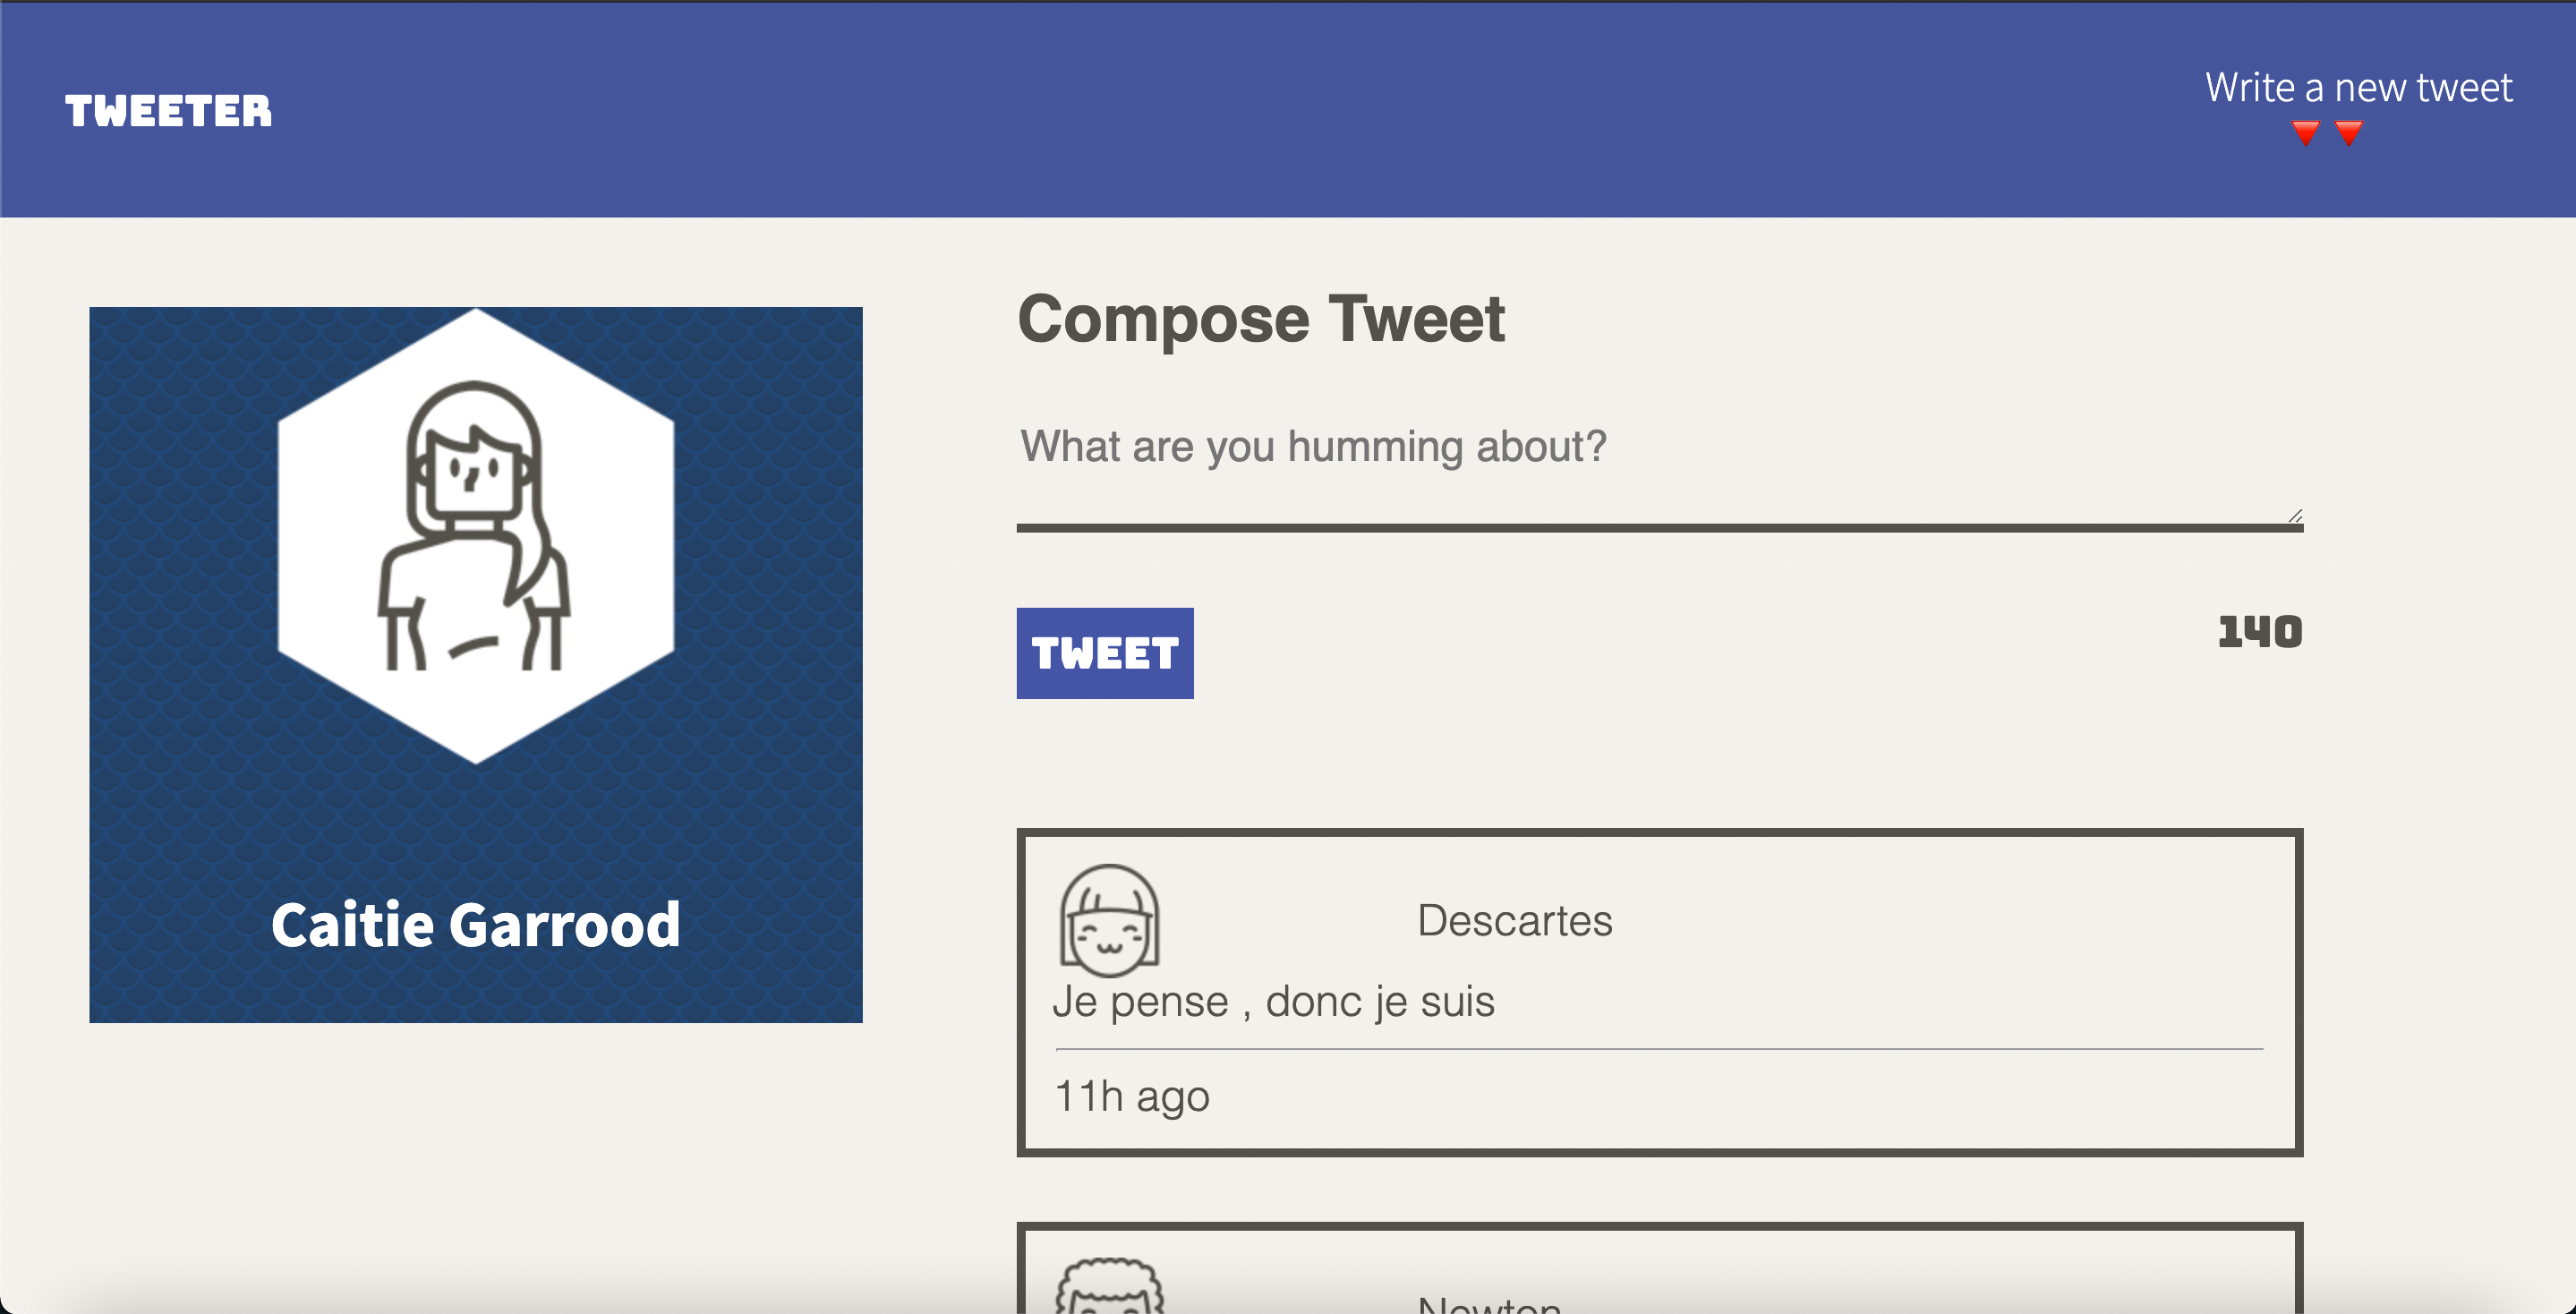 TWEETER
Write a new tweet
Caitie Garrood
Compose Tweet
What are you humming about?
TWEET
140
Descartes
Je pense , donc je suis
11h ago
Newton